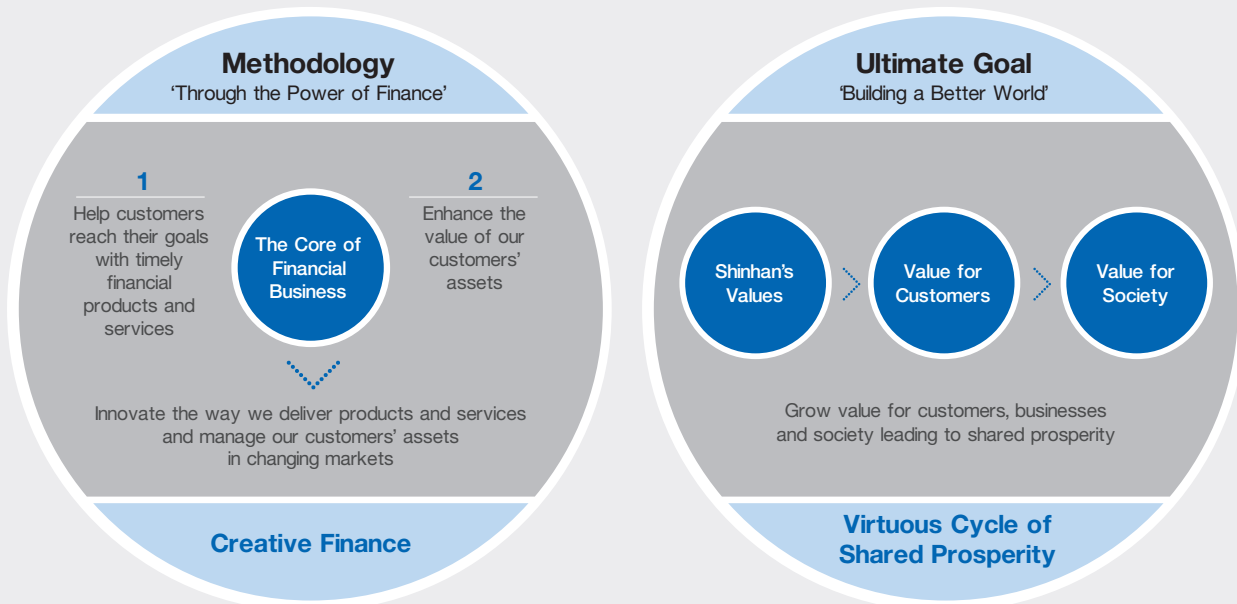 Methodology
‘Through the Power of Finance’
1
Help customers
reach their goals
with timely
financial
products and
services
The Core of
Financial
Business
2
Enhance the
value of our
customers’
assets
Innovate the way we deliver products and services
and manage our customers’ assets
in changing markets
Creative Finance
Ultimate Goal
‘Building a Better World’
Shinhan’s
Values
Value for
Customers
Value for
Society
Grow value for customers, businesses
and society leading to shared prosperity
Virtuous Cycle of
Shared Prosperity